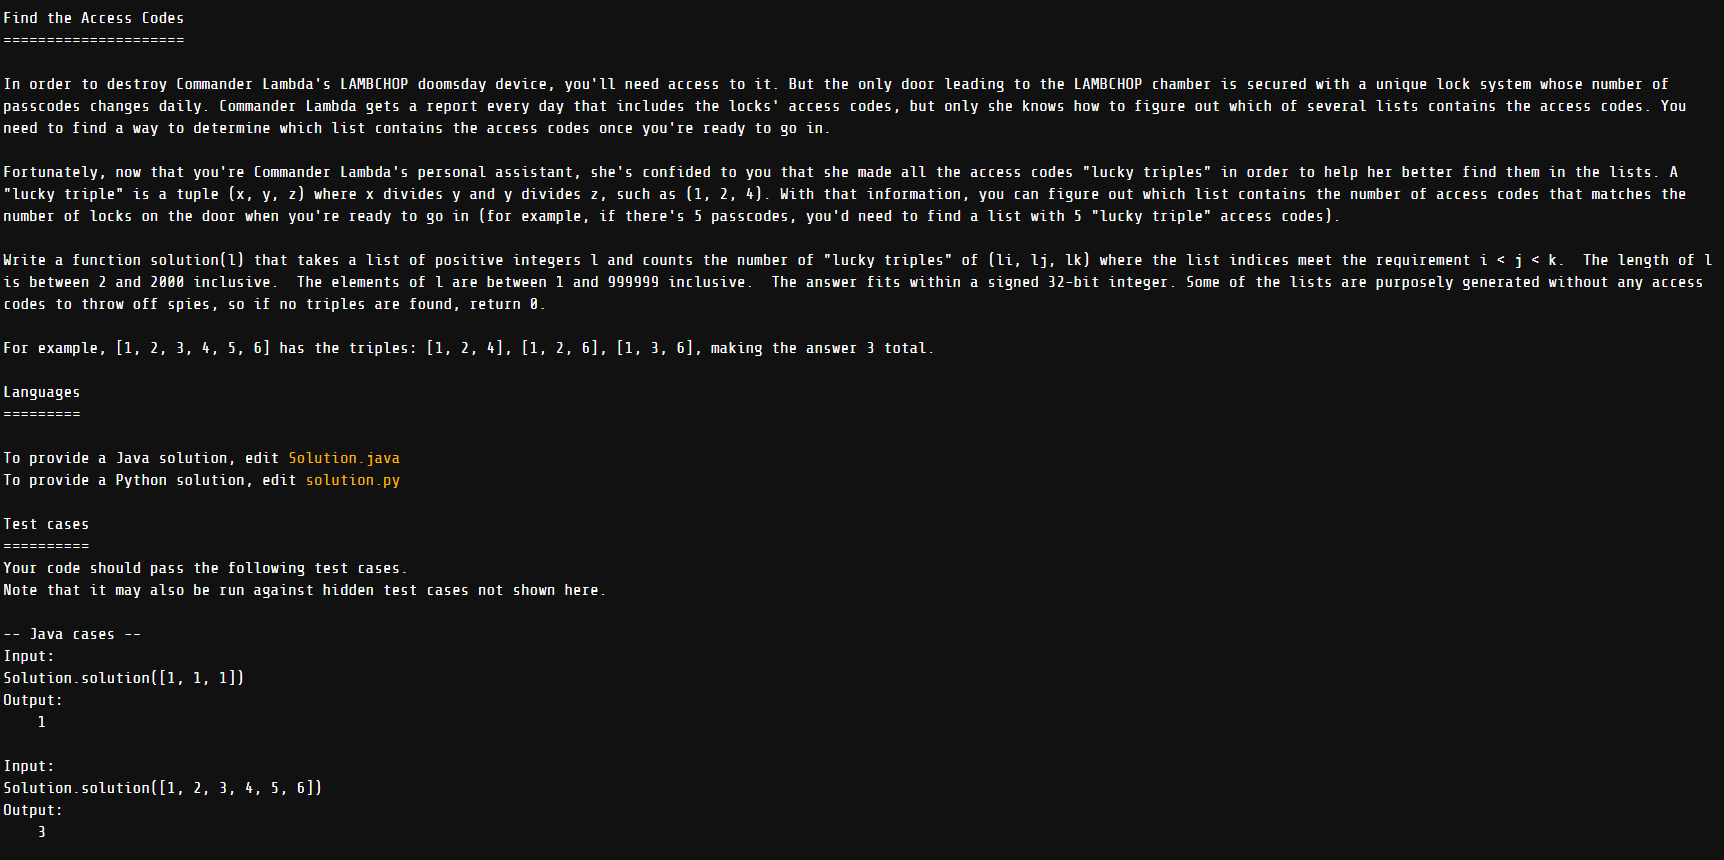 Find the Access Codes
=====================
In order to destroy Commander Lambda's LAMBCHOP doomsday device, you'll need access to it. But the only door leading to the LAMBCHOP chamber is secured with a unique lock system whose number of
passcodes changes daily. Commander Lambda gets a report every day that includes the locks' access codes, but only she knows how to figure out which of several lists contains the access codes. You
need to find a way to determine which list contains the access codes once you're ready to go in.
Fortunately, now that you're Commander Lambda's personal assistant, she's confided to you that she made all the access codes "lucky triples" in order to help her better find them in the lists. A
"lucky triple" is a tuple (x, y, z) where x divides y and y divides z, such as (1, 2, 4). With that information, you can figure out which list contains the number of access codes that matches the
number of locks on the door when you're ready to go in (for example, if there's 5 passcodes, you'd need to find a list with 5 "lucky triple" access codes).
Write a function solution(l) that takes a list of positive integers l and counts the number of "lucky triples" of (li, lj, lk) where the list indices meet the requirement i < j < k.  The length of l
is between 2 and 2000 inclusive.  The elements of l are between 1 and 999999 inclusive.  The answer fits within a signed 32-bit integer. Some of the lists are purposely generated without any access
codes to throw off spies, so if no triples are found, return 0.
For example, [1, 2, 3, 4, 5, 6] has the triples: [1, 2, 4], [1, 2, 6], [1, 3, 6], making the answer 3 total.
Languages
=========
To provide a Java solution, edit Solution.java
To provide a Python solution, edit solution.py
Test cases
==========
Your code should pass the following test cases.
Note that it may also be run against hidden test cases not shown here.
-- Java cases --
Input:
Solution.solution([1, 1, 1])
Output:
    1
Input:
Solution.solution([1, 2, 3, 4, 5, 6])
Output:
    3